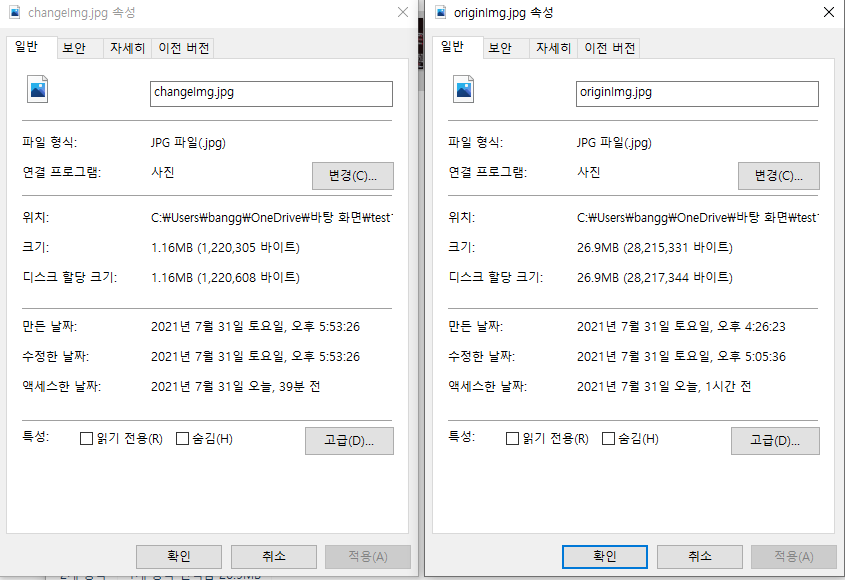 changeImg.jpg 속성
일반 보안 자세히 이전 버전
changeImg.jpg
파일 형식: JPG 파일(.jpg)
연결 프로그램: 사진 변경(C)...
위치: C:₩Users₩bangg₩OneDrive₩바탕 화면₩test
크기: 1.16MB (1,220,305 바이트)
디스크 할당 크기: 1.16MB (1,220,608 바이트)
만든 날짜: 2021년 7월 31일 토요일, 오후 5:53:26
수정한 날짜: 2021년 7월 31일 토요일, 오후 5:53:26
액세스한 날짜: 2021년 7월 31일 오늘, 39분 전
특성: 읽기 전용(R) 숨김(H) 고급(D)...
확인 취소 적용(A)
originImg.jpg 속성
일반 보안 자세히 이전 버전
originImg.jpg
파일 형식: JPG 파일(.jpg)
연결 프로그램: 사진 변경(C)...
위치: C:₩Users₩bangg₩OneDrive₩바탕 화면₩test
크기: 26.9MB (28,215,331 바이트)
디스크 할당 크기: 26.9MB (28,217,344 바이트)
만든 날짜: 2021년 7월 31일 토요일, 오후 4:26:23
수정한 날짜: 2021년 7월 31일 토요일, 오후 5:05:36
액세스한 날짜: 2021년 7월 31일 오늘, 1시간 전
특성: 읽기 전용(R) 숨김(H) 고급(D)...
확인 취소 적용(A)